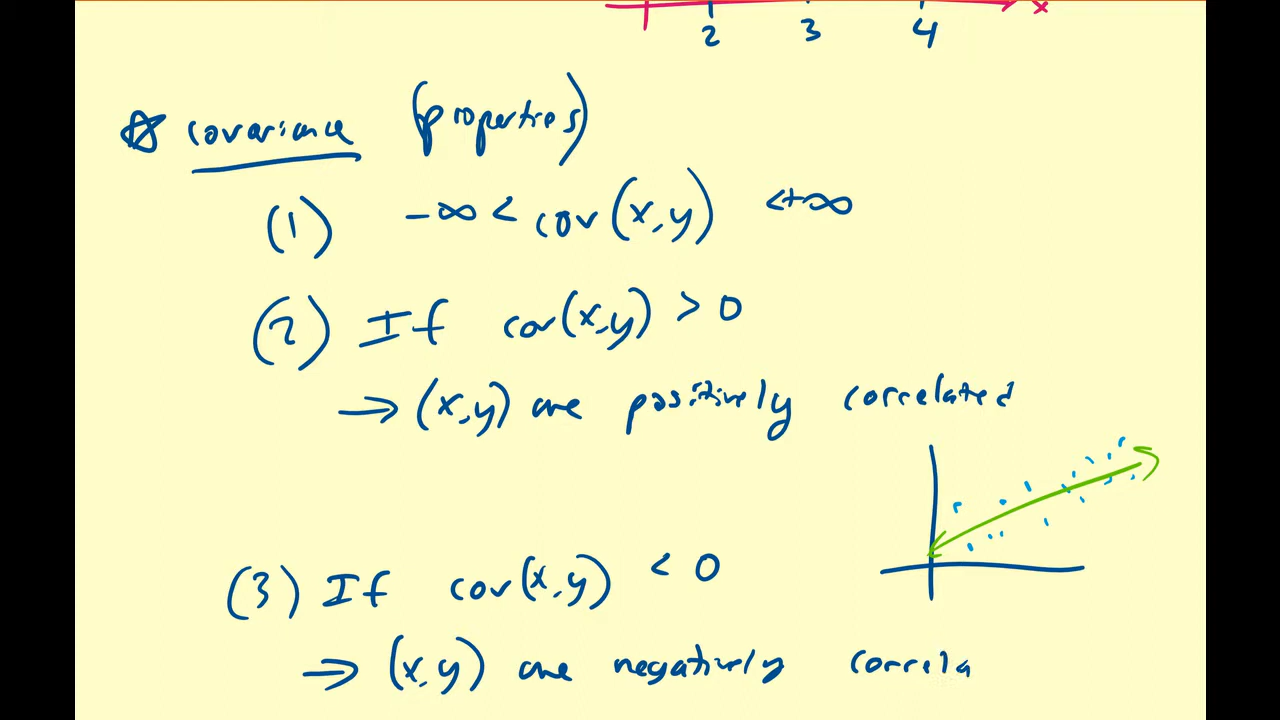 x
2 3 4
☆ covariance (properties)
(1) -∞ < cov(x,y) <+∞
(2) If cov(x,y) > 0
→ (x,y) are positively correlated
(3) If cov(x,y) < 0
→ (x,y) are negatively correla